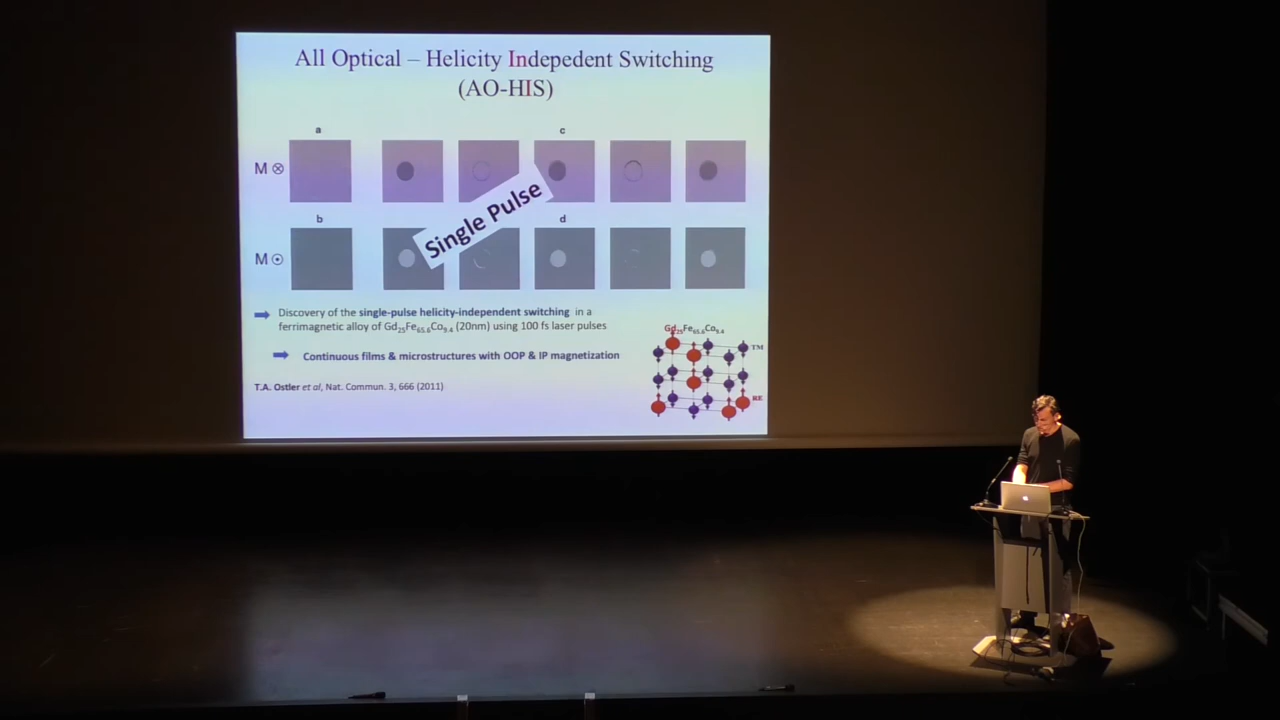 All Optical – Helicity Indepedent Switching
(AO-HIS)
a
c
M ⊗
Single Pulse
b
d
M ⊙
Discovery of the single-pulse helicity-independent switching in a
ferrimagnetic alloy of Gd25Fe65.6Co9.4 (20nm) using 100 fs laser pulses
Continuous films & microstructures with OOP & IP magnetization
T.A. Ostler et al, Nat. Commun. 3, 666 (2011)
Gd25Fe65.6Co9.4
TM
RE